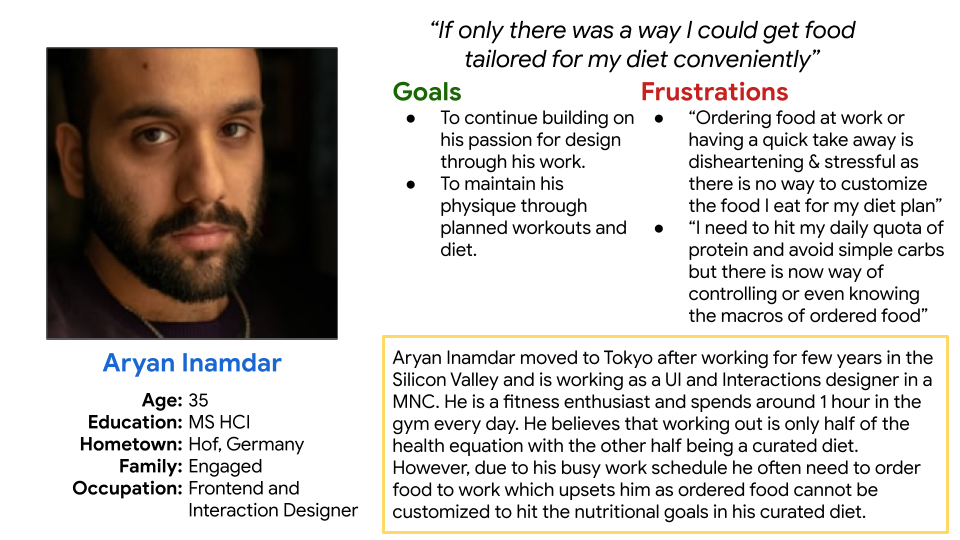 “If only there was a way I could get food
tailored for my diet conveniently”
Goals
● To continue building on
his passion for design
through his work.
● To maintain his
physique through
planned workouts and
diet.
Frustrations
● “Ordering food at work or
having a quick take away is
disheartening & stressful as
there is no way to customize
the food I eat for my diet plan”
● “I need to hit my daily quota of
protein and avoid simple carbs
but there is now way of
controlling or even knowing
the macros of ordered food”
Aryan Inamdar
Age: 35
Education: MS HCI
Hometown: Hof, Germany
Family: Engaged
Occupation: Frontend and
Interaction Designer
Aryan Inamdar moved to Tokyo after working for few years in the
Silicon Valley and is working as a UI and Interactions designer in a
MNC. He is a fitness enthusiast and spends around 1 hour in the
gym every day. He believes that working out is only half of the
health equation with the other half being a curated diet.
However, due to his busy work schedule he often need to order
food to work which upsets him as ordered food cannot be
customized to hit the nutritional goals in his curated diet.